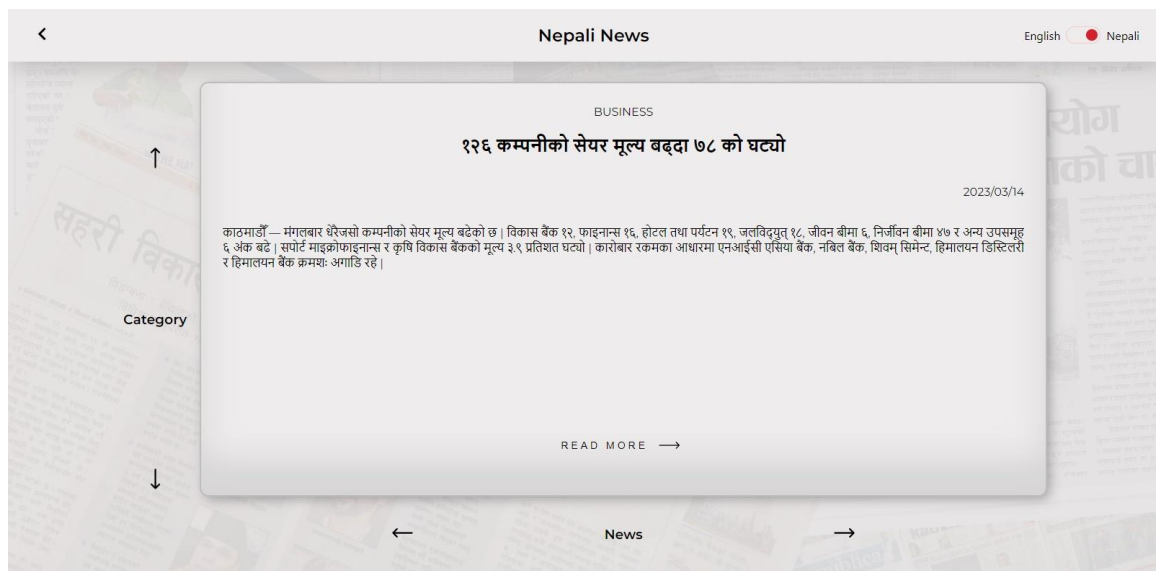 Nepali News
English Nepali
BUSINESS
१२६ कम्पनीको सेयर मूल्य बढ्दा ७८ को घट्यो
2023/03/14
काठमाडौँ — मंगलबार धेरैजसो कम्पनीको सेयर मूल्य बढेको छ | विकास बैंक १२, फाइनान्स १६, होटल तथा पर्यटन १९, जलविद्युत् १८, जीवन बीमा ६, निर्जीवन बीमा ४७ र अन्य उपसमूह
६ अंक बढे | सपोर्ट माइक्रोफाइनान्स र कृषि विकास बैंकको मूल्य ३.९ प्रतिशत घट्यो | कारोबार रकमका आधारमा एनआईसी एसिया बैंक, नबिल बैंक, शिवम् सिमेन्ट, हिमालयन डिस्टिलरी
र हिमालयन बैंक क्रमशः अगाडि रहे |
Category
READ MORE
News
सहरी विकास